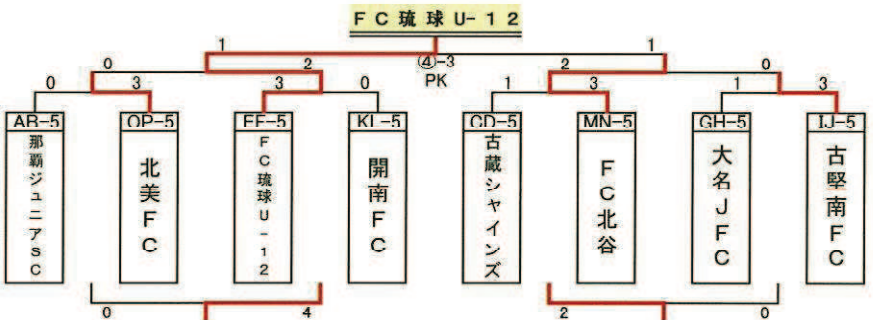 FC琉球U-12
1
1
0
2
④-3
2
0
PK
0
3
3
0
1
3
1
3
AB-5
OP-5
EF-5
KL-5
CD-5
MN-5
GH-5
IJ-5
那覇ジュニアSC
北美FC
FC琉球U-12
開南FC
古蔵シャインズ
FC北谷
大名JFC
古堅南FC
0
4
2
0